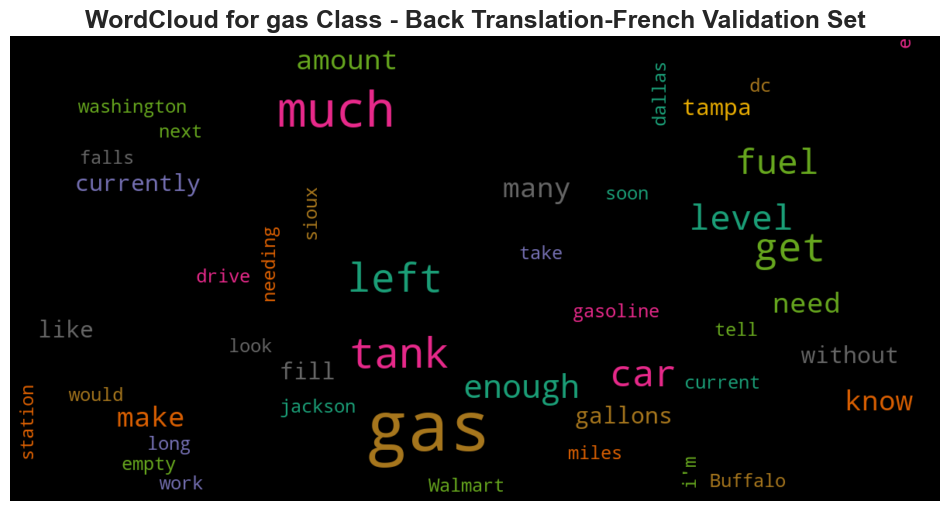 WordCloud for gas Class - Back Translation-French Validation Set
e
amount
dallas
dc
washington
much
tampa
next
falls
fuel
currently
many
soon
sioux
level
get
needing
take
drive
left
need
gasoline
like
tell
look
tank
without
fill
car
current
enough
would
jackson
know
station
make
gas
gallons
long
miles
empty
i'm
work
Walmart
Buffalo